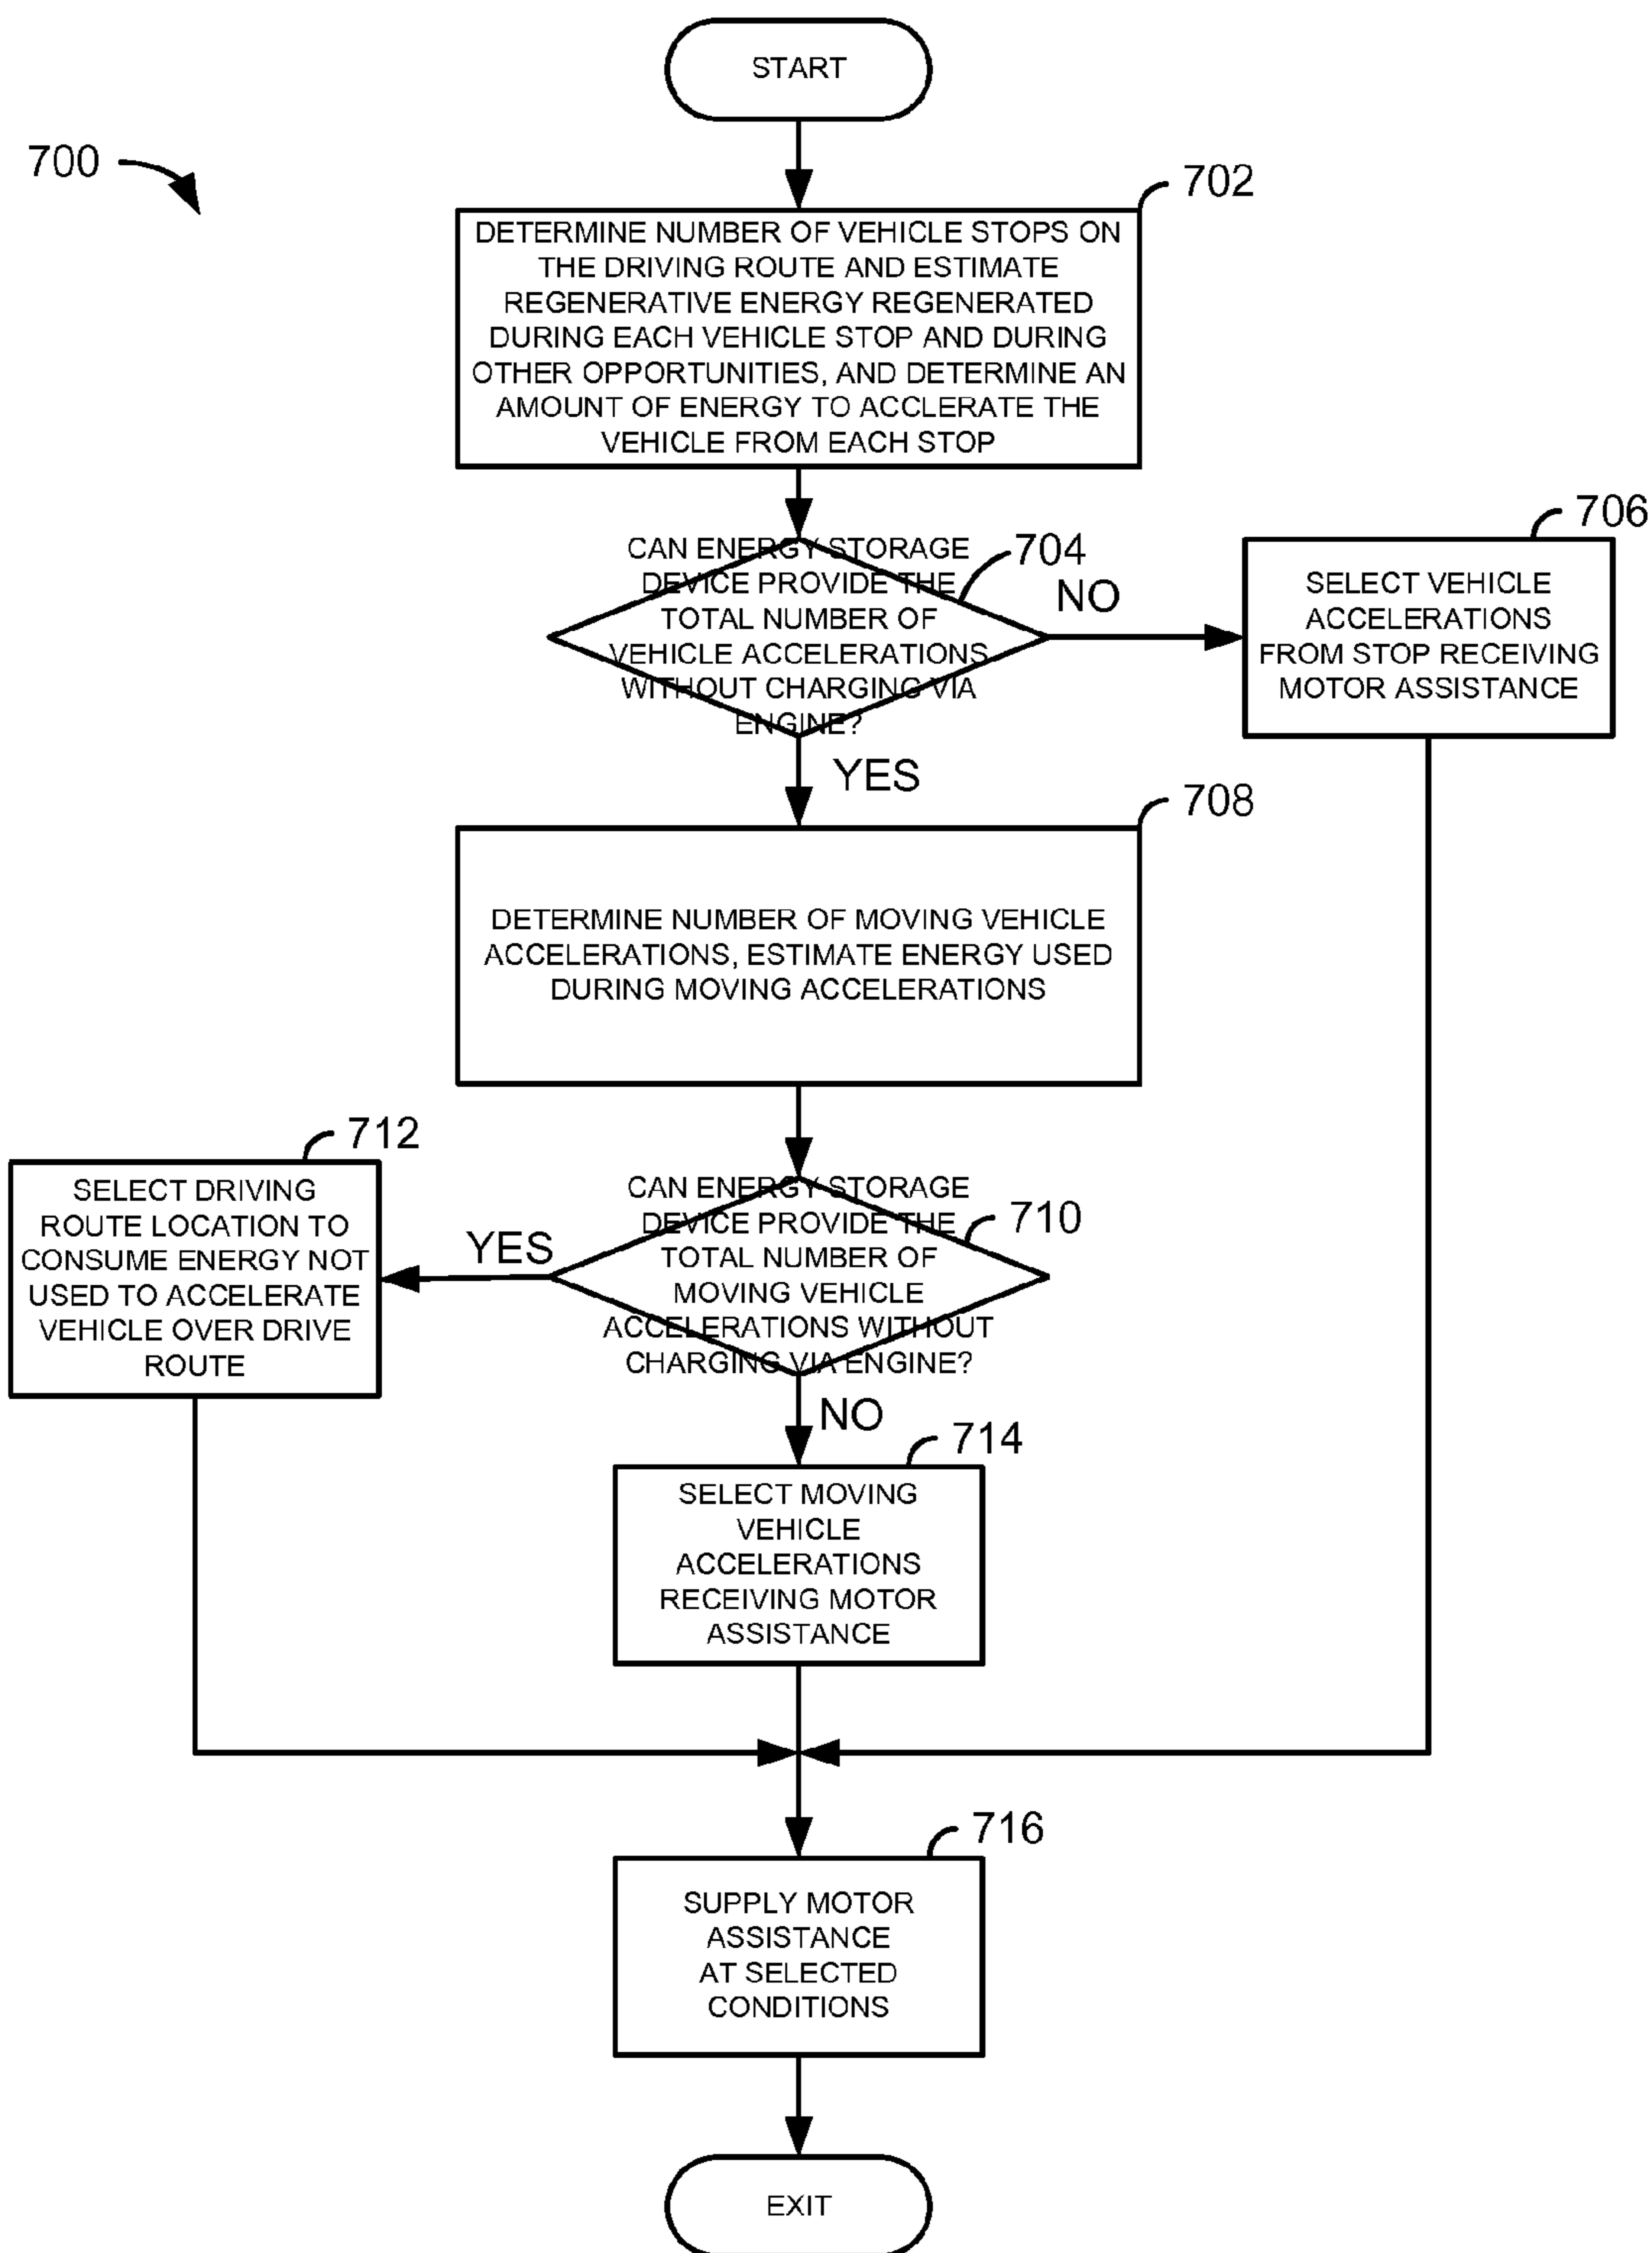 START
700
702
DETERMINE NUMBER OF VEHICLE STOPS ON
THE DRIVING ROUTE AND ESTIMATE
REGENERATIVE ENERGY REGENERATED
DURING EACH VEHICLE STOP AND DURING
OTHER OPPORTUNITIES, AND DETERMINE AN
AMOUNT OF ENERGY TO ACCLERATE THE
VEHICLE FROM EACH STOP
704
CAN ENERGY STORAGE
DEVICE PROVIDE THE
TOTAL NUMBER OF
VEHICLE ACCELERATIONS
WITHOUT CHARGING VIA
ENGINE?
NO
706
SELECT VEHICLE
ACCELERATIONS
FROM STOP RECEIVING
MOTOR ASSISTANCE
YES
708
DETERMINE NUMBER OF MOVING VEHICLE
ACCELERATIONS, ESTIMATE ENERGY USED
DURING MOVING ACCELERATIONS
710
CAN ENERGY STORAGE
DEVICE PROVIDE THE
TOTAL NUMBER OF
MOVING VEHICLE
ACCELERATIONS WITHOUT
CHARGING VIA ENGINE?
YES
712
SELECT DRIVING
ROUTE LOCATION TO
CONSUME ENERGY NOT
USED TO ACCELERATE
VEHICLE OVER DRIVE
ROUTE
NO
714
SELECT MOVING
VEHICLE
ACCELERATIONS
RECEIVING MOTOR
ASSISTANCE
716
SUPPLY MOTOR
ASSISTANCE
AT SELECTED
CONDITIONS
EXIT